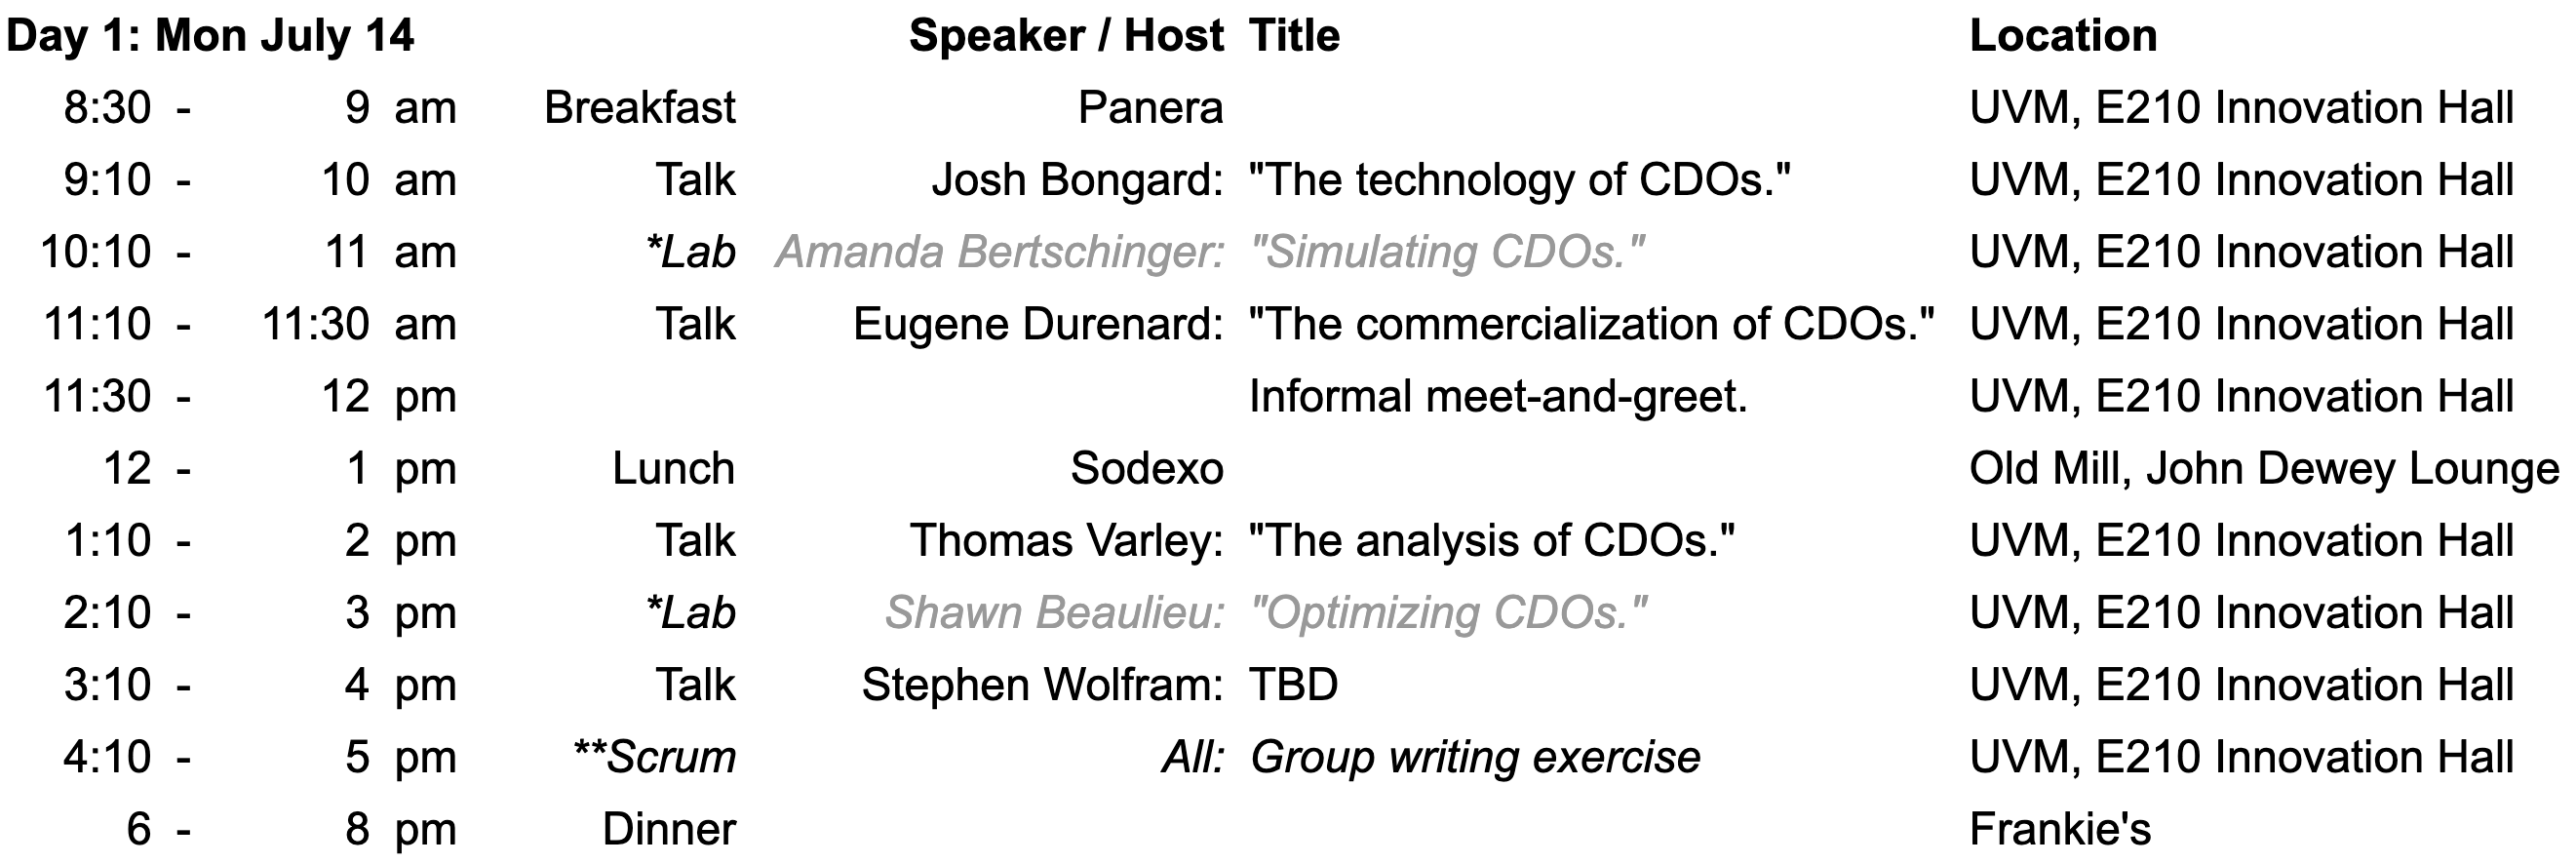 Day 1: Mon July 14 Speaker / Host Title Location
8:30 - 9 am Breakfast Panera UVM, E210 Innovation Hall
9:10 - 10 am Talk Josh Bongard: "The technology of CDOs." UVM, E210 Innovation Hall
10:10 - 11 am *Lab Amanda Bertschinger: "Simulating CDOs." UVM, E210 Innovation Hall
11:10 - 11:30 am Talk Eugene Durenard: "The commercialization of CDOs." UVM, E210 Innovation Hall
11:30 - 12 pm Informal meet-and-greet. UVM, E210 Innovation Hall
12 - 1 pm Lunch Sodexo Old Mill, John Dewey Lounge
1:10 - 2 pm Talk Thomas Varley: "The analysis of CDOs." UVM, E210 Innovation Hall
2:10 - 3 pm *Lab Shawn Beaulieu: "Optimizing CDOs." UVM, E210 Innovation Hall
3:10 - 4 pm Talk Stephen Wolfram: TBD UVM, E210 Innovation Hall
4:10 - 5 pm **Scrum All: Group writing exercise UVM, E210 Innovation Hall
6 - 8 pm Dinner Frankie's